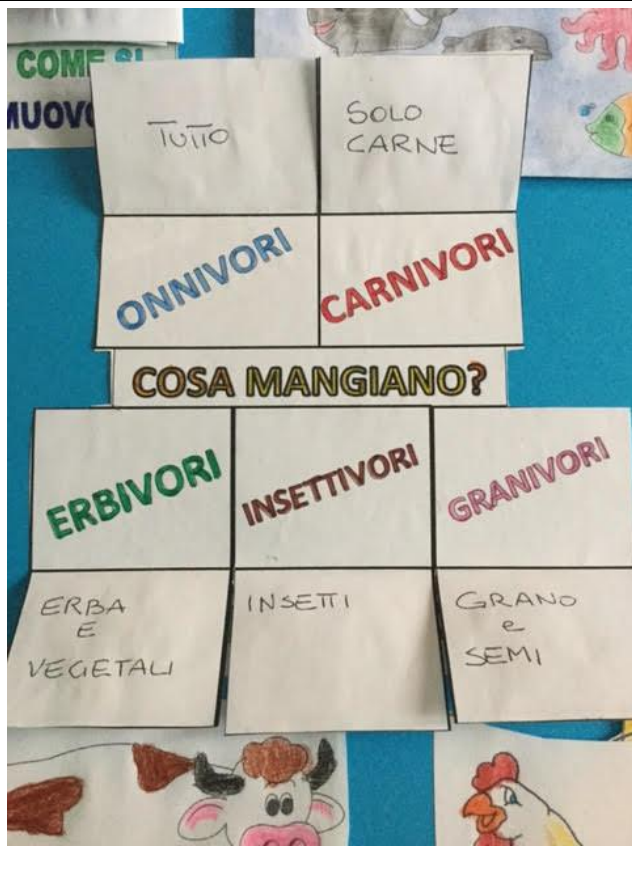 COME SI
MUOVO
TUTTO
SOLO
CARNE
ONNIVORI
CARNIVORI
COSA MANGIANO?
ERBIVORI
INSETTIVORI
GRANIVORI
ERBA
E
VEGETALI
INSETTI
GRANO
e
SEMI